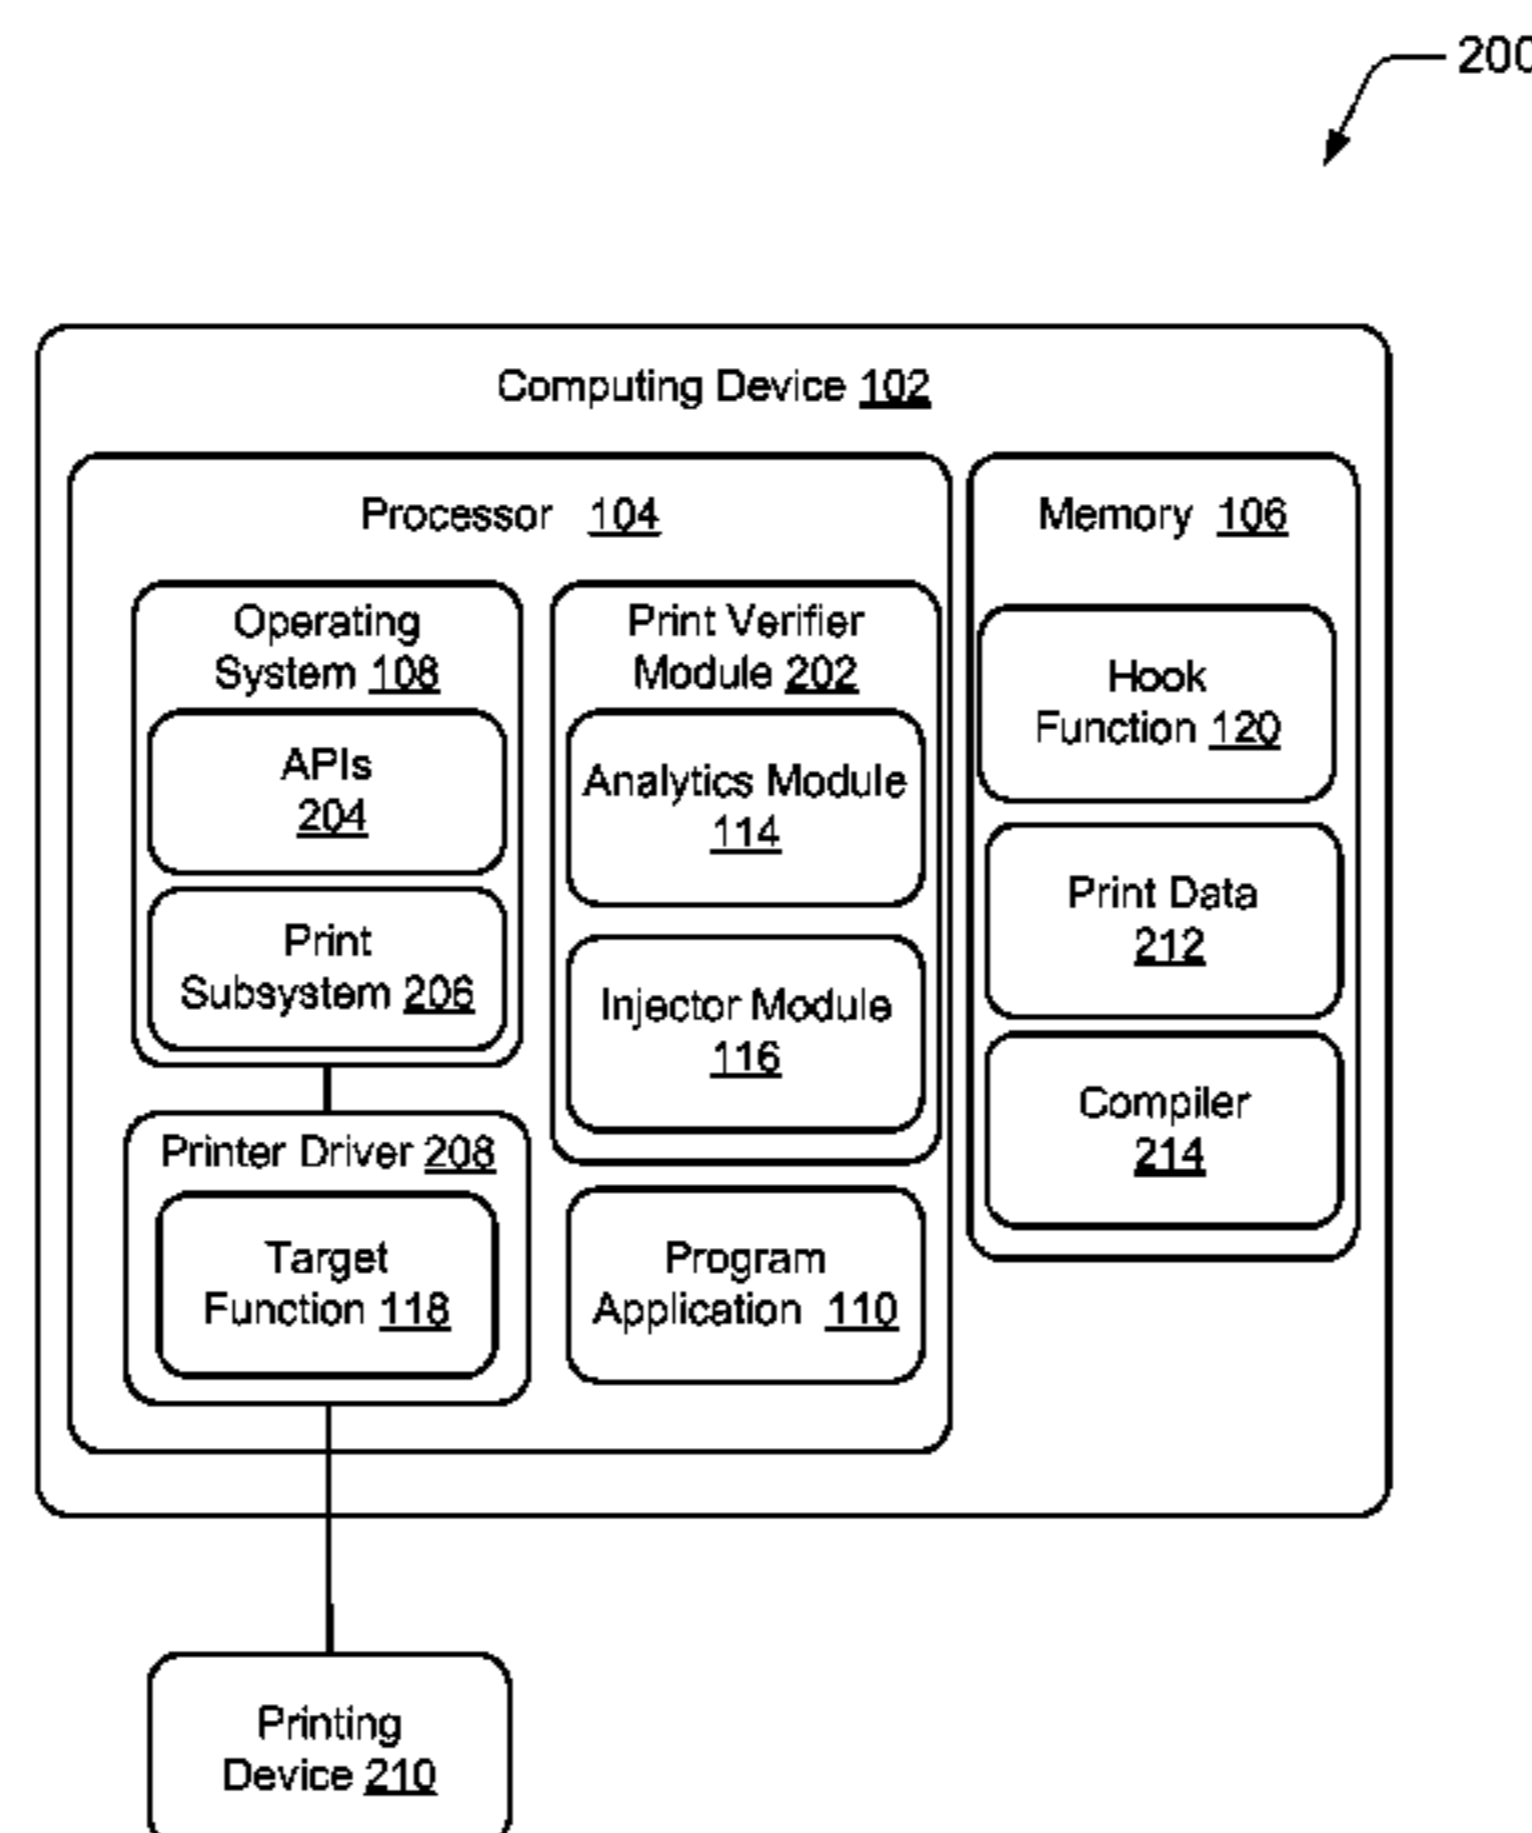 200
Computing Device 102
Processor 104
Memory 106
Operating
System 108
APIs
204
Print
Subsystem 206
Printer Driver 208
Target
Function 118
Print Verifier
Module 202
Analytics Module
114
Injector Module
116
Program
Application 110
Hook
Function 120
Print Data
212
Compiler
214
Printing
Device 210